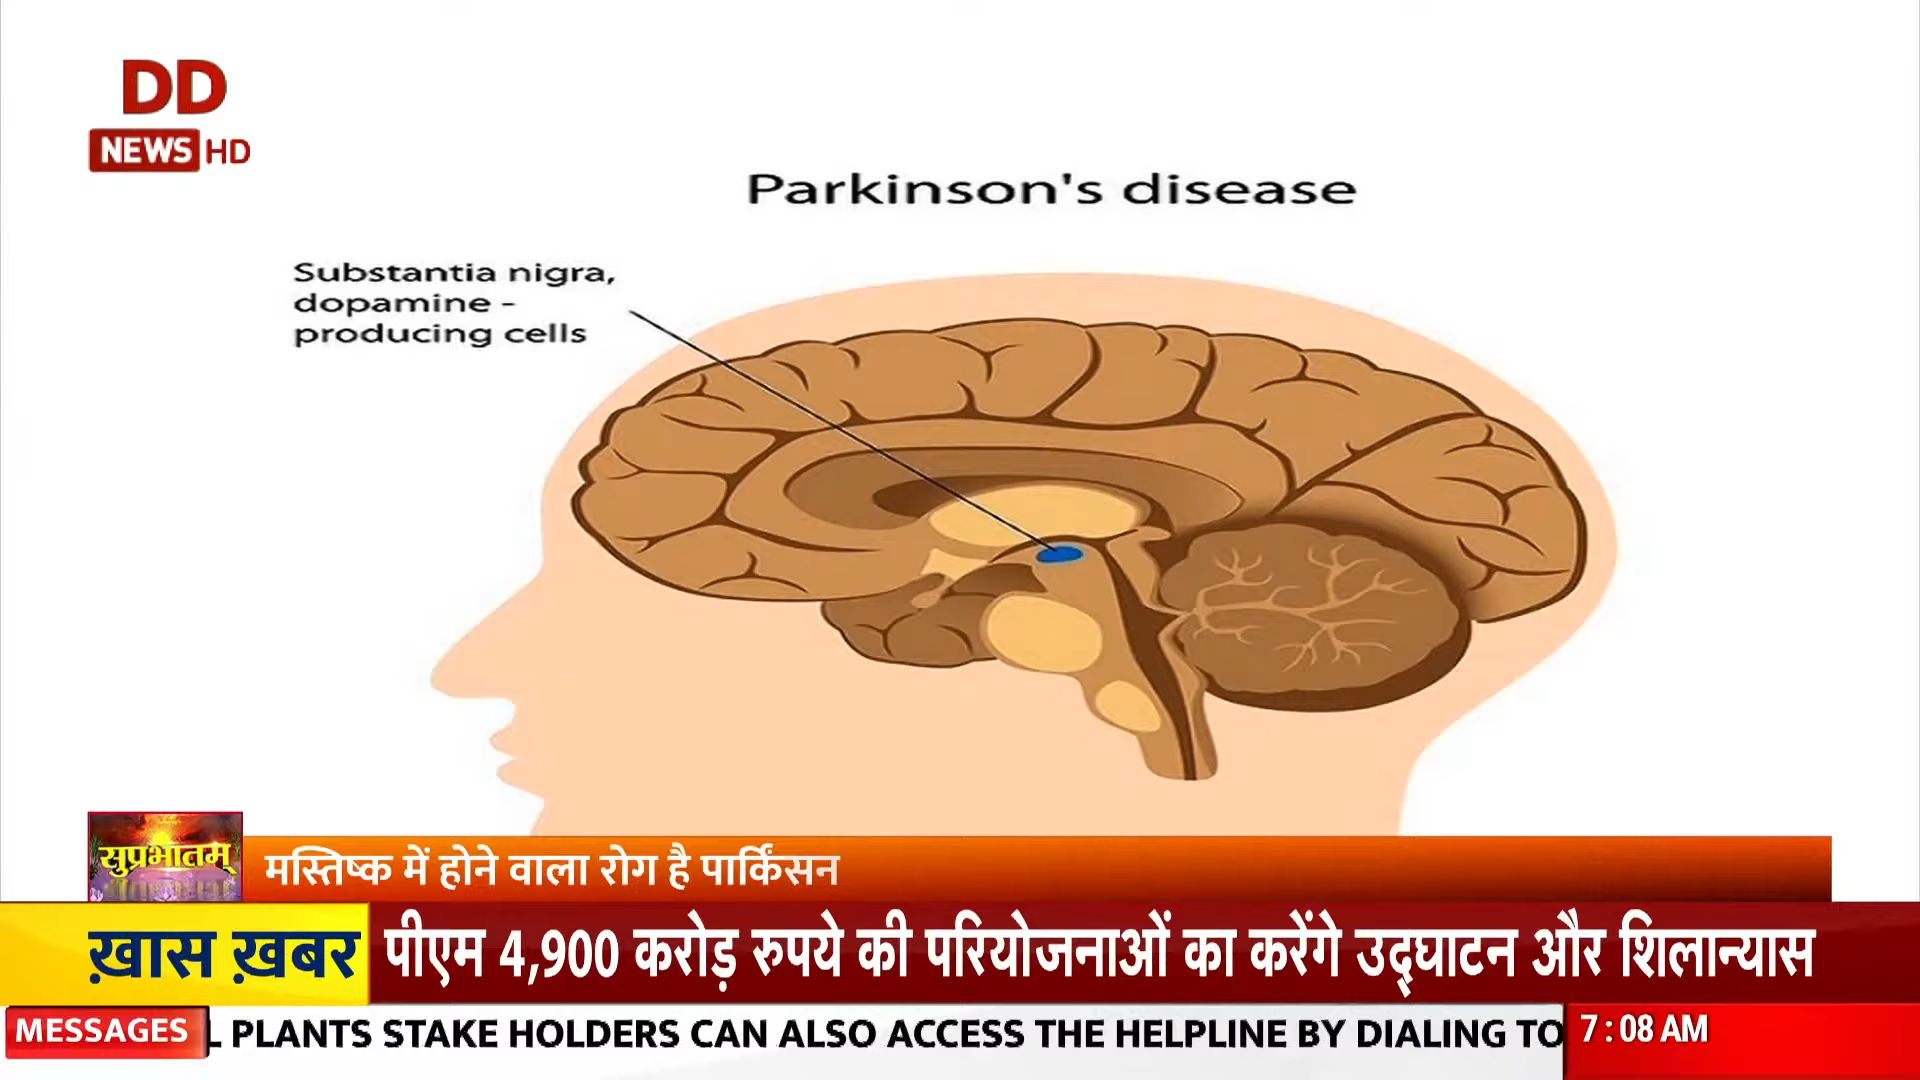 DD
NEWS HD
Parkinson's disease
Substantia nigra,
dopamine -
producing cells
सुप्रभातम्
मस्तिष्क में होने वाला रोग है पार्किंसन
ख़ास ख़बर
पीएम 4,900 करोड़ रुपये की परियोजनाओं का करेंगे उद्घाटन और शिलान्यास
MESSAGES
L PLANTS STAKE HOLDERS CAN ALSO ACCESS THE HELPLINE BY DIALING TO
7:08 AM